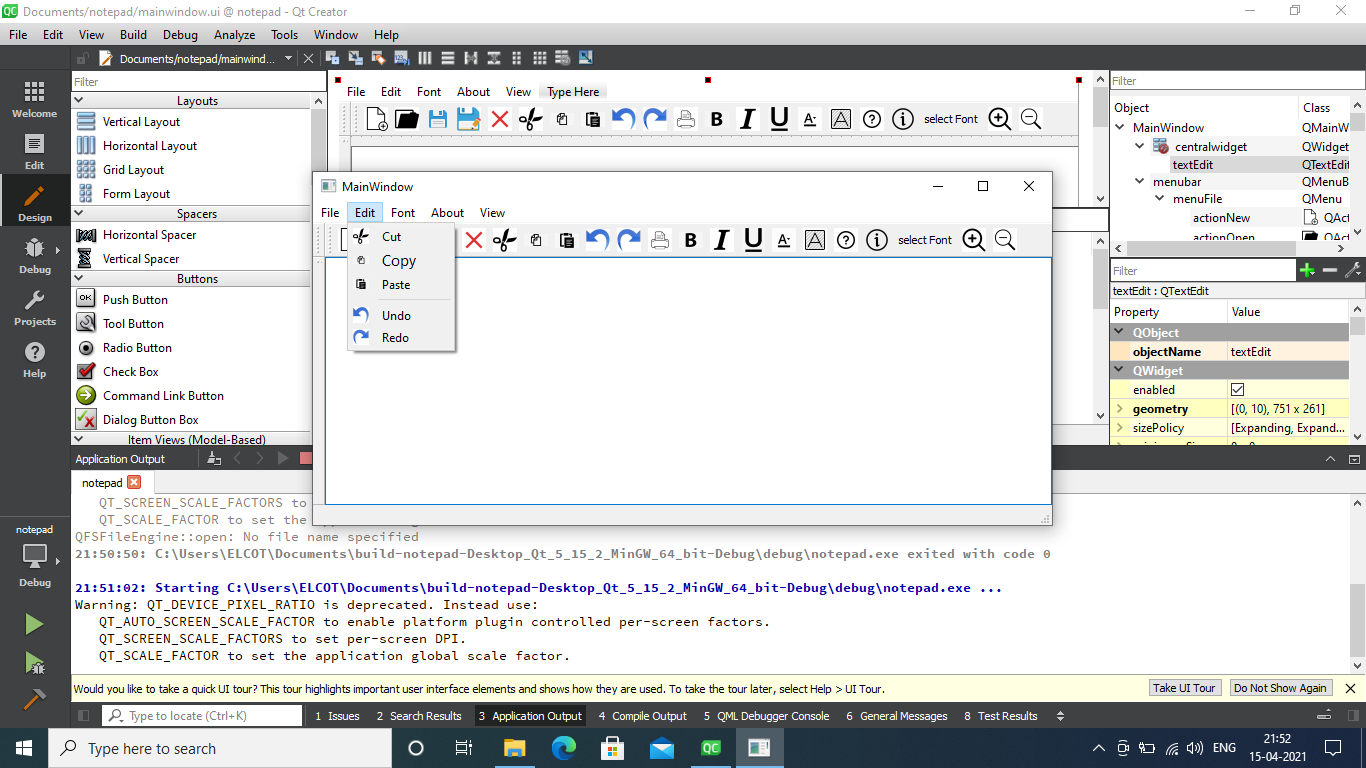 Documents/notepad/mainwindow.ui @ notepad - Qt Creator
File Edit View Build Debug Analyze Tools Window Help
Documents/notepad/mainwind...
Welcome
Edit
Design
Debug
Projects
Help
notepad
Debug
Filter
Layouts
Vertical Layout
Horizontal Layout
Grid Layout
Form Layout
Spacers
Horizontal Spacer
Vertical Spacer
Buttons
Push Button
Tool Button
Radio Button
Check Box
Command Link Button
Dialog Button Box
Item Views (Model-Based)
File Edit Font About View Type Here
B I U A A select Font
MainWindow
File Edit Font About View
B I U A A select Font
Cut
Copy
Paste
Undo
Redo
Filter
Object Class
MainWindow QMainW
centralwidget QWidget
textEdit QTextEdit
menubar QMenuB
menuFile QMenu
actionNew QAct
actionOpen QAct
Filter
textEdit : QTextEdit
Property Value
QObject
objectName textEdit
QWidget
enabled
geometry [(0, 10), 751 x 261]
sizePolicy [Expanding, Expand...
Application Output
notepad
QT_SCREEN_SCALE_FACTORS to
QT_SCALE_FACTOR to set the
QFSFileEngine::open: No file name specified
21:50:50: C:\Users\ELCOT\Documents\build-notepad-Desktop_Qt_5_15_2_MinGW_64_bit-Debug\debug\notepad.exe exited with code 0
21:51:02: Starting C:\Users\ELCOT\Documents\build-notepad-Desktop_Qt_5_15_2_MinGW_64_bit-Debug\debug\notepad.exe ...
Warning: QT_DEVICE_PIXEL_RATIO is deprecated. Instead use:
QT_AUTO_SCREEN_SCALE_FACTOR to enable platform plugin controlled per-screen factors.
QT_SCREEN_SCALE_FACTORS to set per-screen DPI.
QT_SCALE_FACTOR to set the application global scale factor.
Would you like to take a quick UI tour? This tour highlights important user interface elements and shows how they are used. To take the tour later, select Help > UI Tour. Take UI Tour Do Not Show Again
Type to locate (Ctrl+K) 1 Issues 2 Search Results 3 Application Output 4 Compile Output 5 QML Debugger Console 6 General Messages 8 Test Results
Type here to search
ENG
21:52
15-04-2021